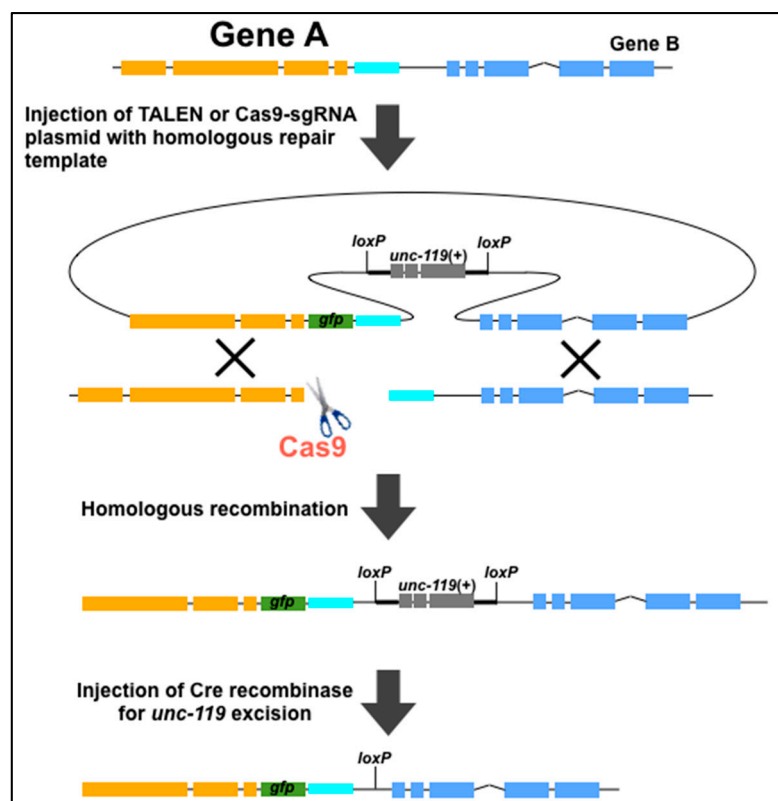 Gene A
Gene B
Injection of TALEN or Cas9-sgRNA
plasmid with homologous repair
template
loxP
loxP
unc-119(+)
gfp
Cas9
Homologous recombination
loxP
loxP
unc-119(+)
gfp
Injection of Cre recombinase
for unc-119 excision
loxP
gfp